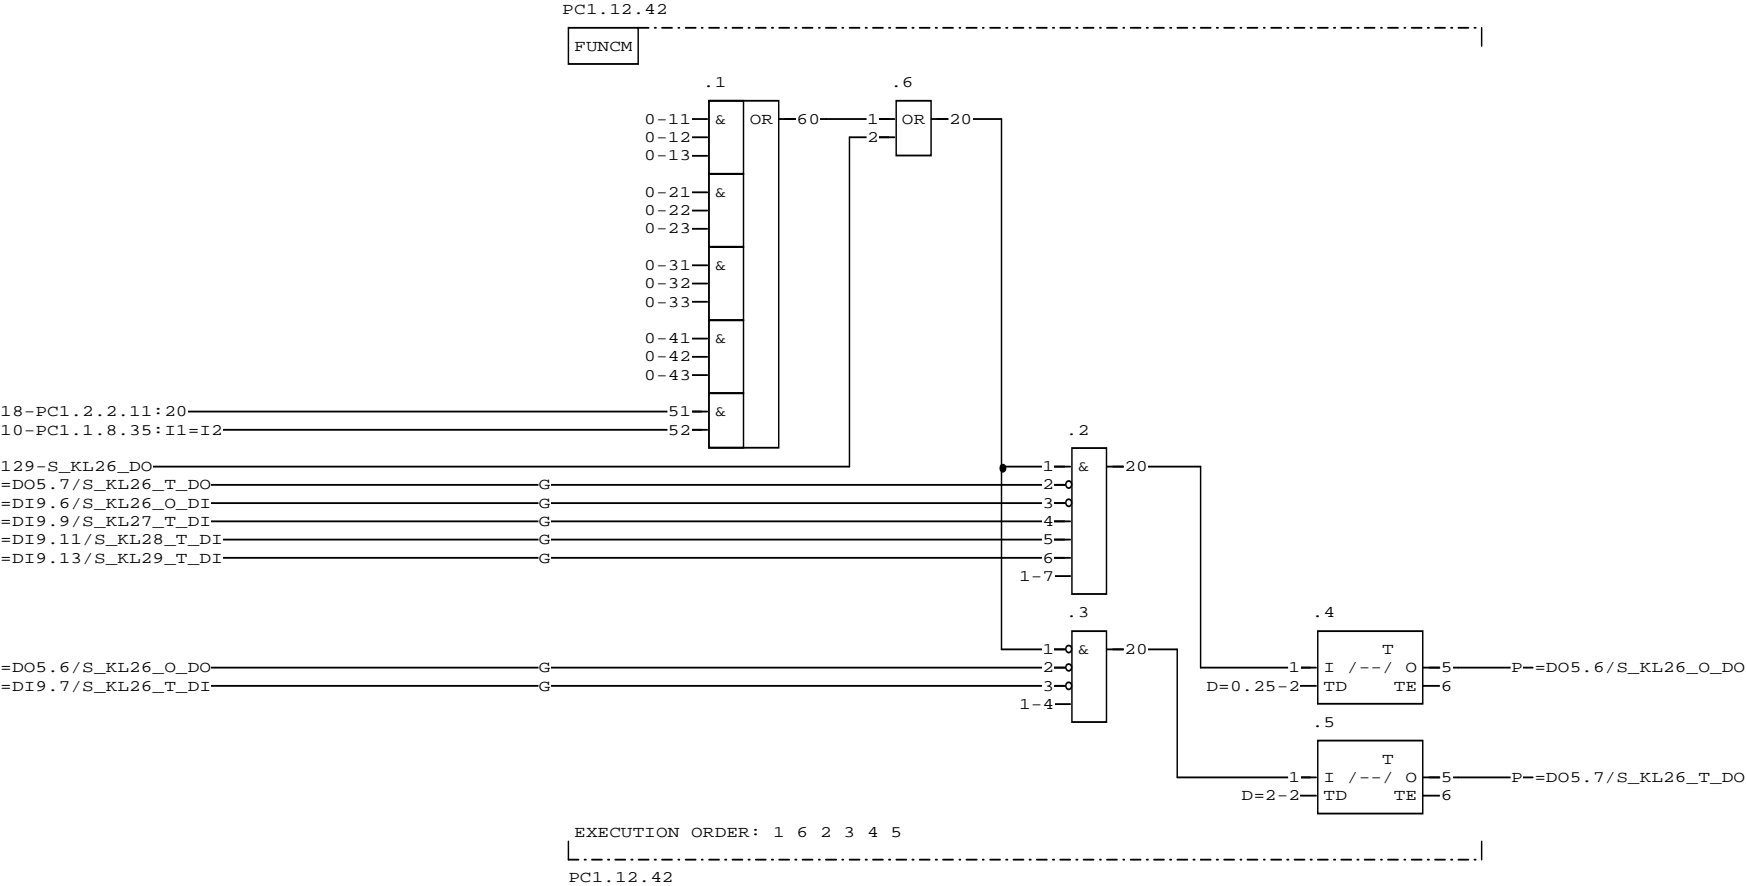 PC1.12.42
FUNCM
.1 .6
0-11 & OR 60 1 OR 20
0-12 2
0-13
0-21 &
0-22
0-23
0-31 &
0-32
0-33
0-41 &
0-42
0-43
18-PC1.2.2.11:20 51 &
10-PC1.1.8.35:I1=I2 52
.2
129-S_KL26_DO 1 & 20
=DO5.7/S_KL26_T_DO G 2
=DI9.6/S_KL26_O_DI G 3
=DI9.9/S_KL27_T_DI G 4
=DI9.11/S_KL28_T_DI G 5
=DI9.13/S_KL29_T_DI G 6
1-7
.3 .4
1 & 20 T
=DO5.6/S_KL26_O_DO G 2 1 I /--/ O 5 P =DO5.6/S_KL26_O_DO
=DI9.7/S_KL26_T_DI G 3 D=0.25-2 TD TE 6
1-4
.5
T
1 I /--/ O 5 P =DO5.7/S_KL26_T_DO
D=2-2 TD TE 6
EXECUTION ORDER: 1 6 2 3 4 5
PC1.12.42